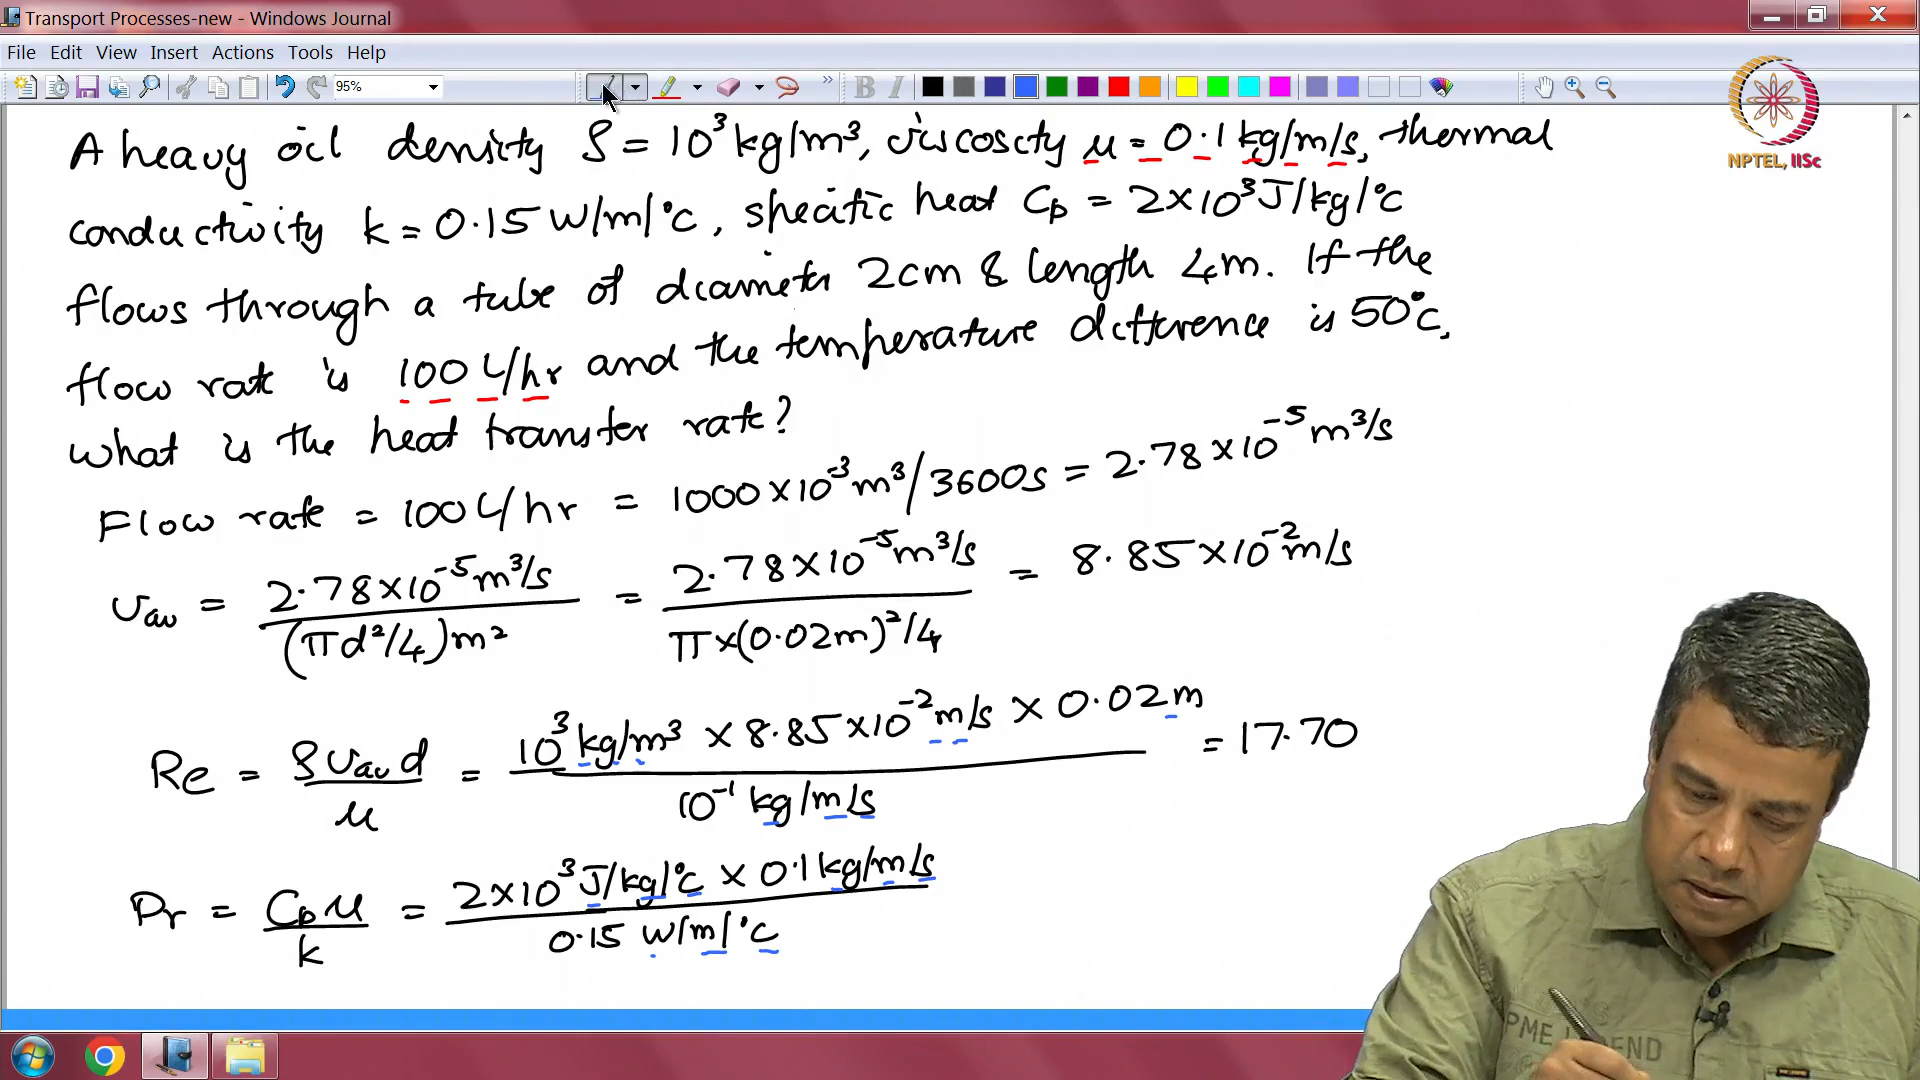 Transport Processes-new - Windows Journal
File Edit View Insert Actions Tools Help
95%
B I
NPTEL, IISc
A heavy oil density ρ = 10³ kg/m³, viscosity μ = 0.1 kg/m/s, thermal
conductivity k = 0.15 W/m/°C, specific heat Cp = 2×10³ J/kg/°C
flows through a tube of diameter 2cm & length 4m. If the
flow rate is 100 L/hr and the temperature difference is 50°C,
what is the heat transfer rate?
Flow rate = 100 L/hr = 1000×10⁻³ m³/3600s = 2.78×10⁻⁵ m³/s
υav = 2.78×10⁻⁵ m³/s / (πd²/4)m² = 2.78×10⁻⁵ m³/s / π×(0.02m)²/4 = 8.85×10⁻² m/s
Re = ρ υav d / μ = 10³ kg/m³ × 8.85×10⁻² m/s × 0.02m / 10⁻¹ kg/m/s = 17.70
Pr = Cp μ / k = 2×10³ J/kg/°C × 0.1 kg/m/s / 0.15 W/m/°C